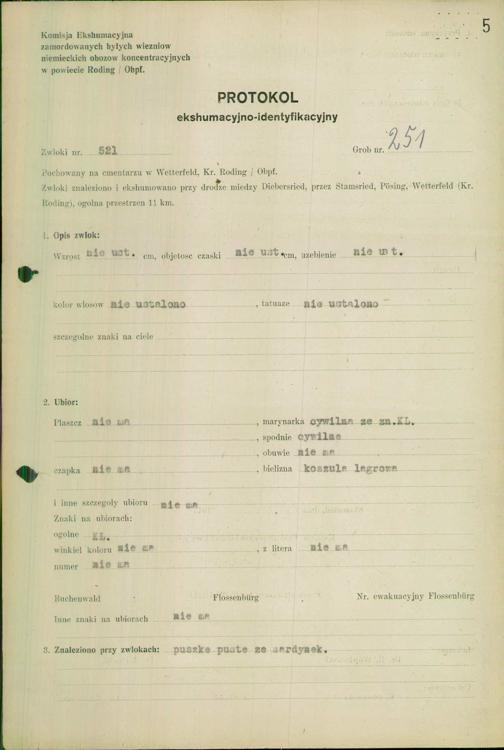 5
Komisja Ekshumacyjna
zamordowanych byłych wiezniow
niemieckich obozow koncentracyjnych
w powiecie Roding / Obpf.
PROTOKOL
ekshumacyjno-identyfikacyjny
Zwloki nr. 521 Grob nr. 251
Pochowany na cmentarzu w Wetterfeld, Kr. Roding / Obpf.
Zwloki znaleziono i ekshumowano przy drodze miedzy Diebersried, przez Stamsried, Pösing, Wetterfeld (Kr.
Roding), ogolna przestrzen 11 km.
1. Opis zwlok:
Wzrost nie ust. cm, objetosc czaski nie ust. cm, uzebienie nie ust.
kolor wlosow nie ustalono , tatuaze nie ustalono
szczegolne znaki na ciele
2. Ubior:
Plaszcz nie ma , marynarka cywilna ze zn.KL.
, spodnie cywilne
, obuwie nie ma
czapka nie ma , bielizna koszula lagrowa
i inne szczegoly ubioru nie ma
Znaki na ubiorach:
ogolne KL.
winkiel koloru nie ma , z litera nie ma
numer nie ma
Buchenwald Flossenbürg Nr. ewakuacyjny Flossenbürg
Inne znaki na ubiorach nie ma
3. Znaleziono przy zwlokach: puszke puste ze sardynek.